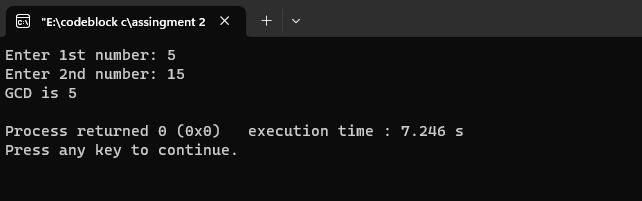 "E:\codeblock c\assingment 2
Enter 1st number: 5
Enter 2nd number: 15
GCD is 5
Process returned 0 (0x0)   execution time : 7.246 s
Press any key to continue.